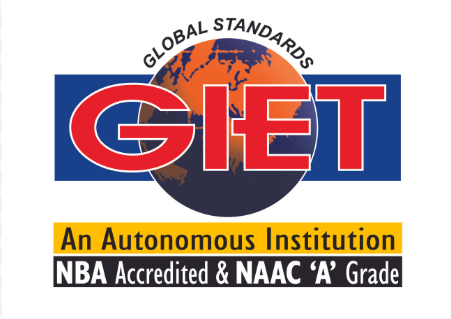 GLOBAL STANDARDS
GIET
An Autonomous Institution
NBA Accredited & NAAC ‘A’ Grade